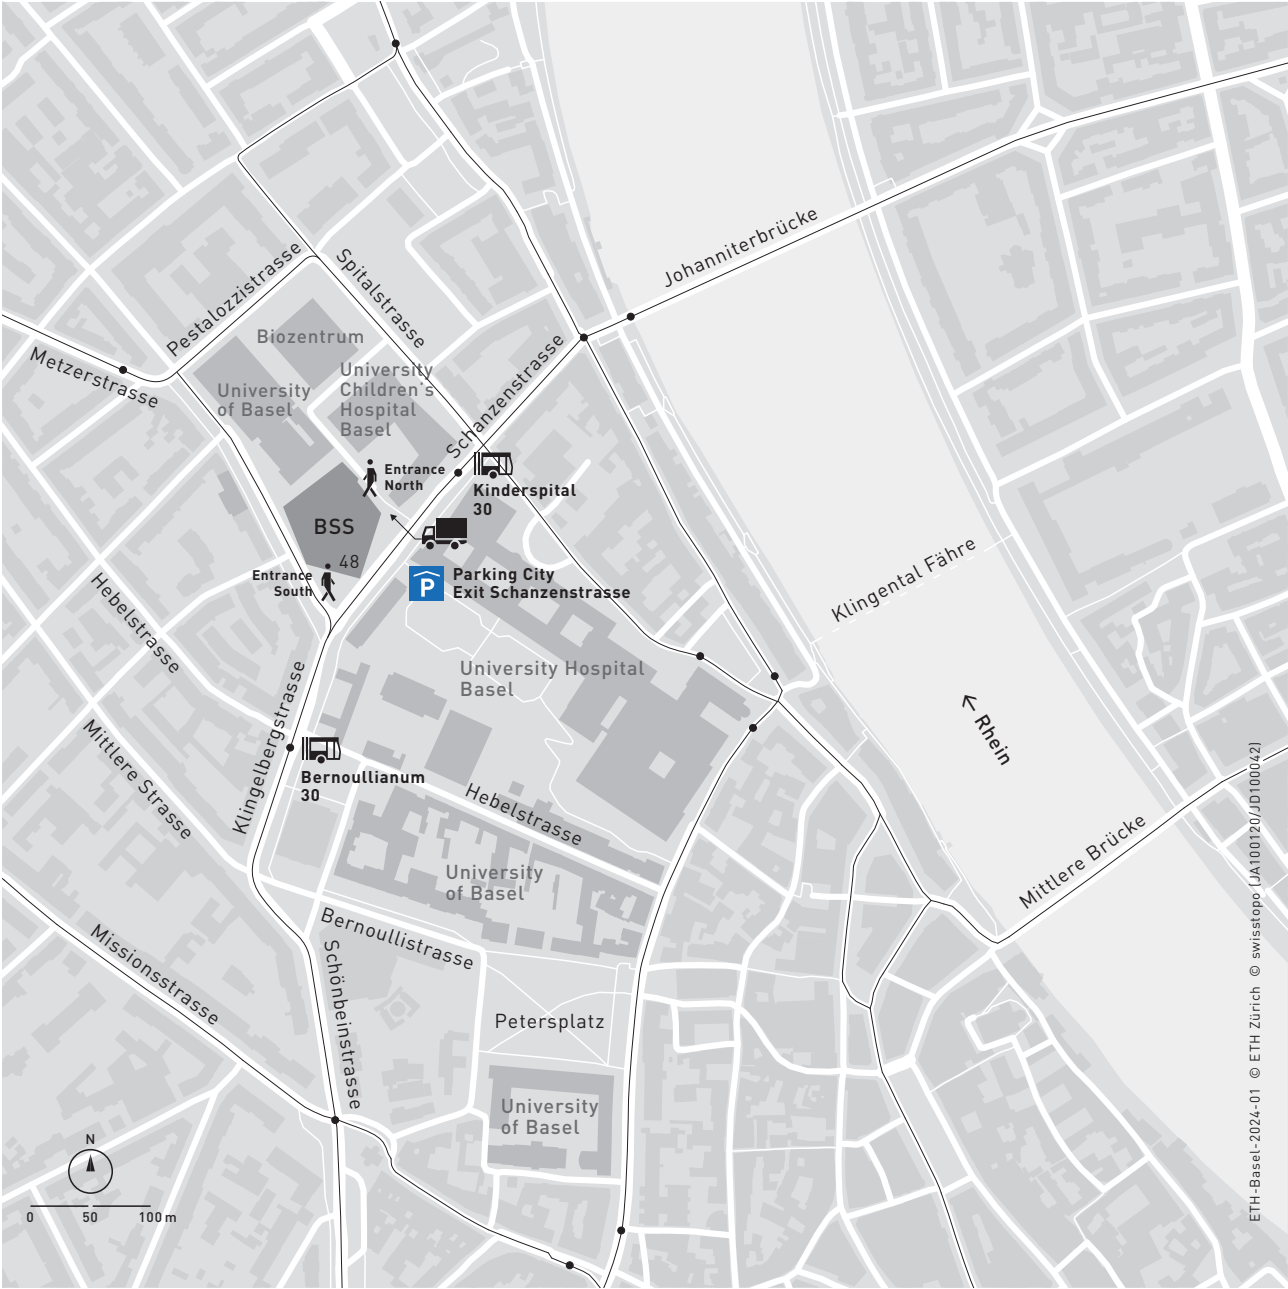 Johanniterbrücke
Pestalozzistrasse
Spitalstrasse
Biozentrum
Metzerstrasse
University
of Basel
University
Children's
Hospital
Basel
Schanzenstrasse
Entrance
North
Kinderspital
30
BSS
48
Entrance
South
P
Parking City
Exit Schanzenstrasse
Klingental Fähre
Hebelstrasse
University Hospital
Basel
← Rhein
Mittlere Strasse
Klingelbergstrasse
Bernoullianum
30
Hebelstrasse
Mittlere Brücke
University
of Basel
Bernoullistrasse
Missionsstrasse
Schönbeinstrasse
Petersplatz
University
of Basel
N
0 50 100 m
ETH-Basel-2024-01 © ETH Zürich © swisstopo (JA100120/JD100042)